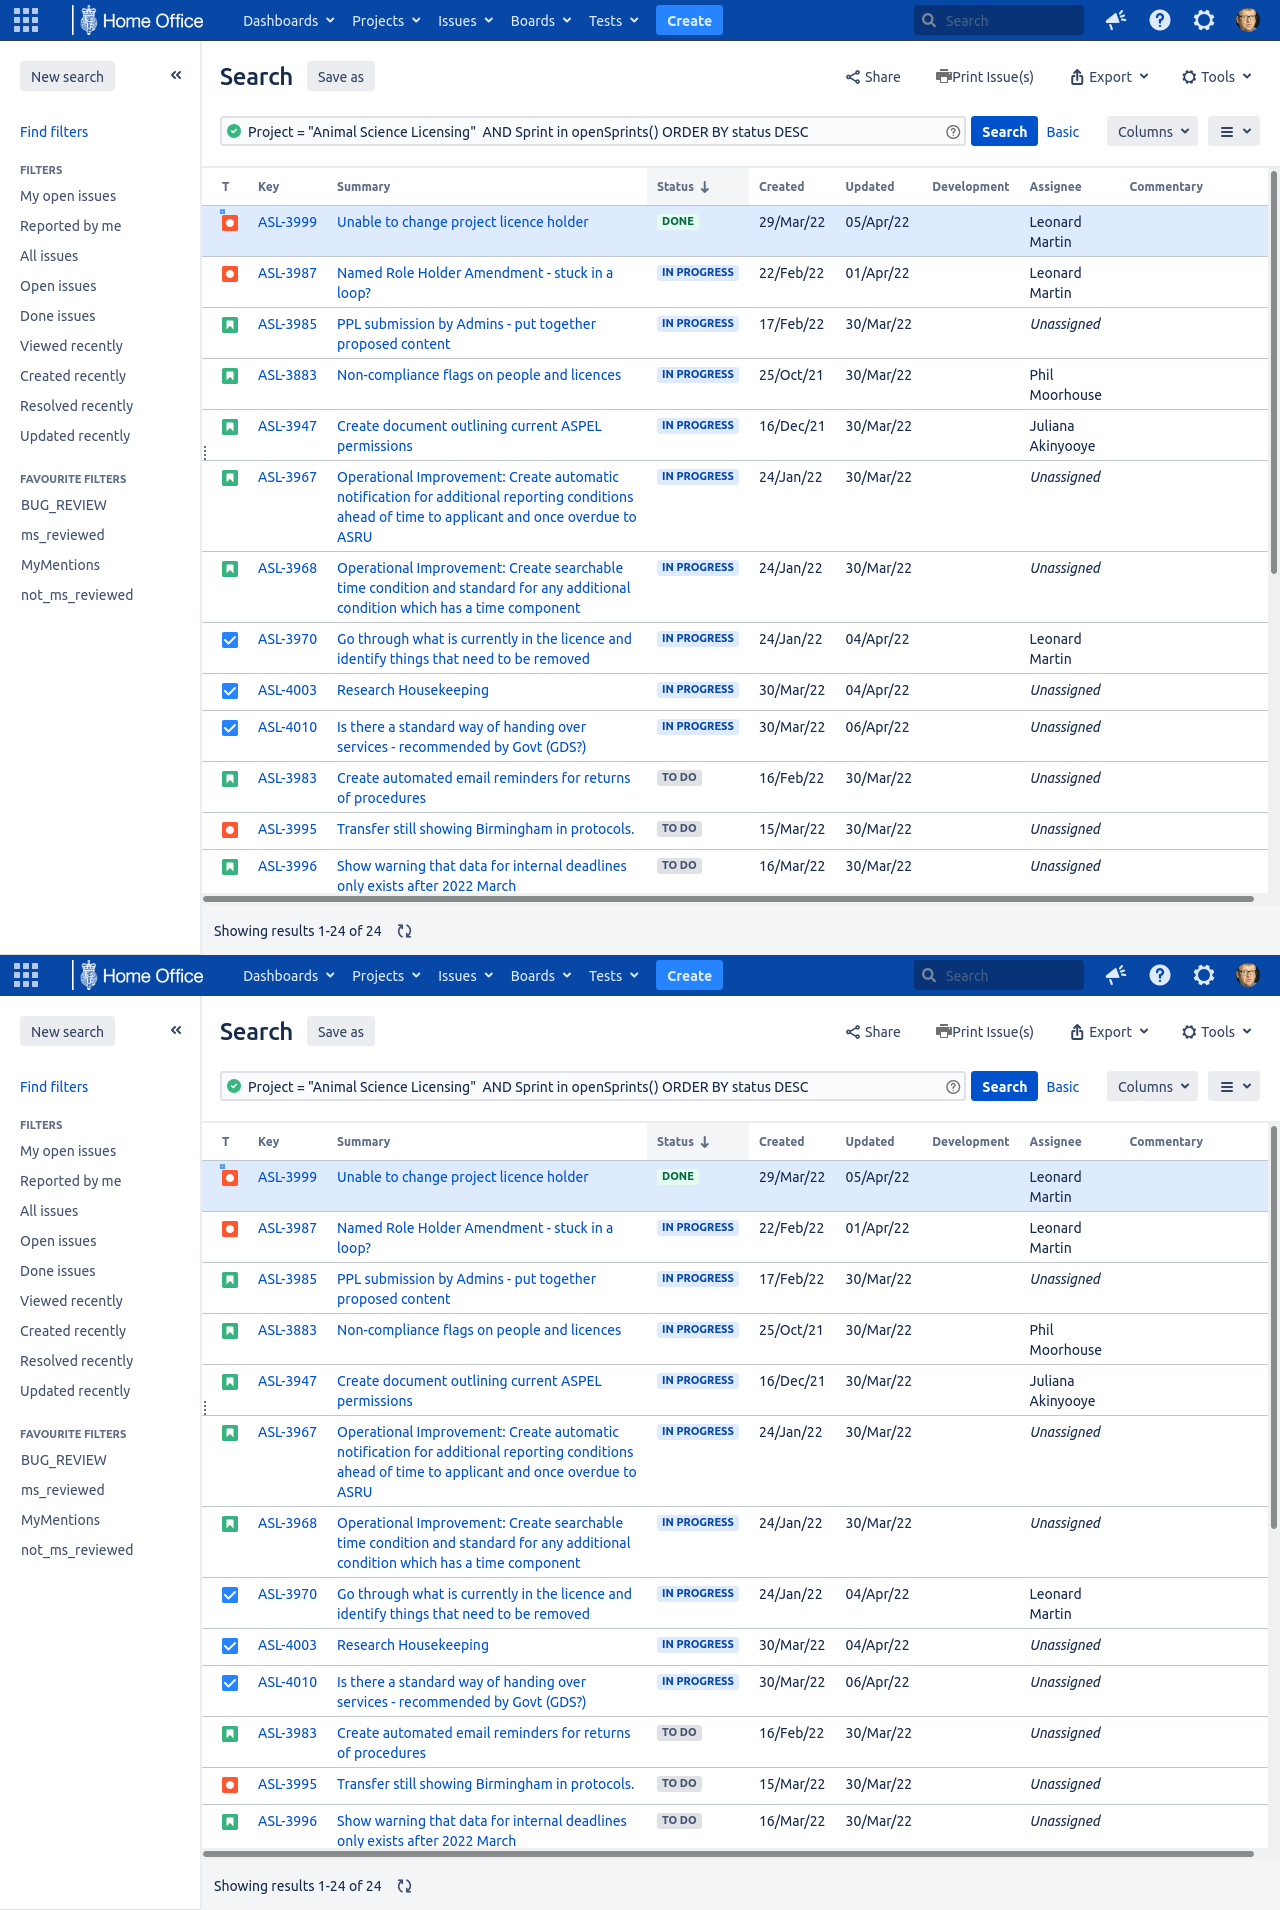 Home Office Dashboards Projects Issues Boards Tests Create Search
New search Search Save as Share Print Issue(s) Export Tools
Find filters Project = "Animal Science Licensing" AND Sprint in openSprints() ORDER BY status DESC Search Basic Columns
FILTERS
My open issues
Reported by me
All issues
Open issues
Done issues
Viewed recently
Created recently
Resolved recently
Updated recently
FAVOURITE FILTERS
BUG_REVIEW
ms_reviewed
MyMentions
not_ms_reviewed
T Key Summary Status Created Updated Development Assignee Commentary
ASL-3999 Unable to change project licence holder DONE 29/Mar/22 05/Apr/22 Leonard
Martin
ASL-3987 Named Role Holder Amendment - stuck in a IN PROGRESS 22/Feb/22 01/Apr/22 Leonard
loop? Martin
ASL-3985 PPL submission by Admins - put together IN PROGRESS 17/Feb/22 30/Mar/22 Unassigned
proposed content
ASL-3883 Non-compliance flags on people and licences IN PROGRESS 25/Oct/21 30/Mar/22 Phil
Moorhouse
ASL-3947 Create document outlining current ASPEL IN PROGRESS 16/Dec/21 30/Mar/22 Juliana
permissions Akinyooye
ASL-3967 Operational Improvement: Create automatic IN PROGRESS 24/Jan/22 30/Mar/22 Unassigned
notification for additional reporting conditions
ahead of time to applicant and once overdue to
ASRU
ASL-3968 Operational Improvement: Create searchable IN PROGRESS 24/Jan/22 30/Mar/22 Unassigned
time condition and standard for any additional
condition which has a time component
ASL-3970 Go through what is currently in the licence and IN PROGRESS 24/Jan/22 04/Apr/22 Leonard
identify things that need to be removed Martin
ASL-4003 Research Housekeeping IN PROGRESS 30/Mar/22 04/Apr/22 Unassigned
ASL-4010 Is there a standard way of handing over IN PROGRESS 30/Mar/22 06/Apr/22 Unassigned
services - recommended by Govt (GDS?)
ASL-3983 Create automated email reminders for returns TO DO 16/Feb/22 30/Mar/22 Unassigned
of procedures
ASL-3995 Transfer still showing Birmingham in protocols. TO DO 15/Mar/22 30/Mar/22 Unassigned
ASL-3996 Show warning that data for internal deadlines TO DO 16/Mar/22 30/Mar/22 Unassigned
only exists after 2022 March
Showing results 1-24 of 24
Home Office Dashboards Projects Issues Boards Tests Create Search
New search Search Save as Share Print Issue(s) Export Tools
Find filters Project = "Animal Science Licensing" AND Sprint in openSprints() ORDER BY status DESC Search Basic Columns
FILTERS
My open issues
Reported by me
All issues
Open issues
Done issues
Viewed recently
Created recently
Resolved recently
Updated recently
FAVOURITE FILTERS
BUG_REVIEW
ms_reviewed
MyMentions
not_ms_reviewed
T Key Summary Status Created Updated Development Assignee Commentary
ASL-3999 Unable to change project licence holder DONE 29/Mar/22 05/Apr/22 Leonard
Martin
ASL-3987 Named Role Holder Amendment - stuck in a IN PROGRESS 22/Feb/22 01/Apr/22 Leonard
loop? Martin
ASL-3985 PPL submission by Admins - put together IN PROGRESS 17/Feb/22 30/Mar/22 Unassigned
proposed content
ASL-3883 Non-compliance flags on people and licences IN PROGRESS 25/Oct/21 30/Mar/22 Phil
Moorhouse
ASL-3947 Create document outlining current ASPEL IN PROGRESS 16/Dec/21 30/Mar/22 Juliana
permissions Akinyooye
ASL-3967 Operational Improvement: Create automatic IN PROGRESS 24/Jan/22 30/Mar/22 Unassigned
notification for additional reporting conditions
ahead of time to applicant and once overdue to
ASRU
ASL-3968 Operational Improvement: Create searchable IN PROGRESS 24/Jan/22 30/Mar/22 Unassigned
time condition and standard for any additional
condition which has a time component
ASL-3970 Go through what is currently in the licence and IN PROGRESS 24/Jan/22 04/Apr/22 Leonard
identify things that need to be removed Martin
ASL-4003 Research Housekeeping IN PROGRESS 30/Mar/22 04/Apr/22 Unassigned
ASL-4010 Is there a standard way of handing over IN PROGRESS 30/Mar/22 06/Apr/22 Unassigned
services - recommended by Govt (GDS?)
ASL-3983 Create automated email reminders for returns TO DO 16/Feb/22 30/Mar/22 Unassigned
of procedures
ASL-3995 Transfer still showing Birmingham in protocols. TO DO 15/Mar/22 30/Mar/22 Unassigned
ASL-3996 Show warning that data for internal deadlines TO DO 16/Mar/22 30/Mar/22 Unassigned
only exists after 2022 March
Showing results 1-24 of 24